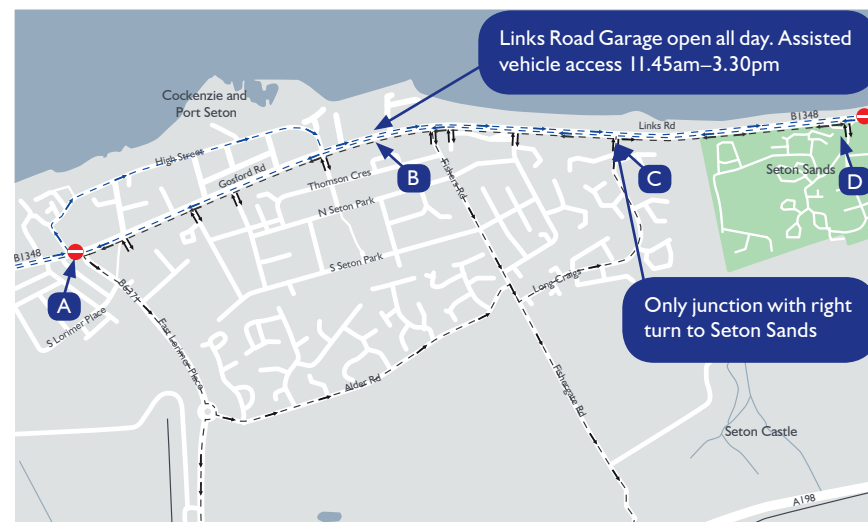 Links Road Garage open all day. Assisted
vehicle access 11.45am–3.30pm
Cockenzie and
Port Seton
B1348
Links Rd
High Street
Gosford Rd
B
C
Seton Sands
D
Thomson Cres
Fishers Rd
N Seton Park
B1348
S Seton Park
A
B6371
Long Craigs
S Lorimer Place
East Lorimer Place
Only junction with right
turn to Seton Sands
Alder Rd
Fishergate Rd
Seton Castle
A198